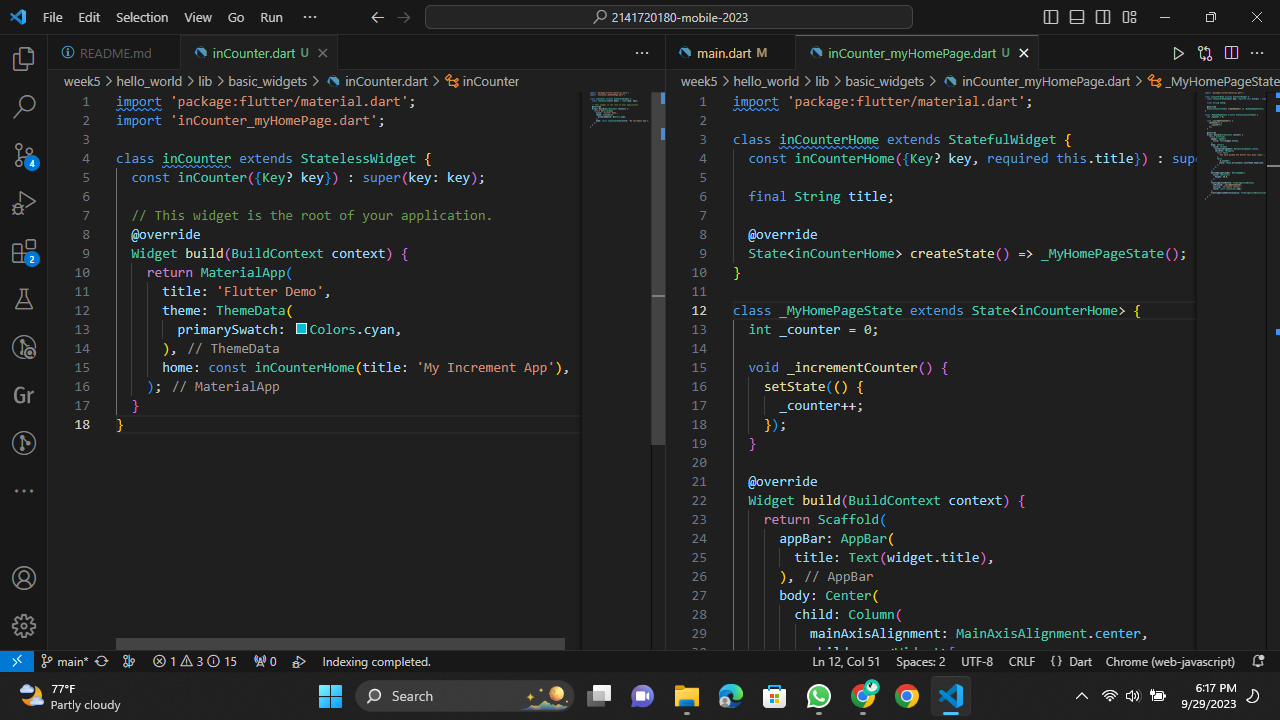 File Edit Selection View Go Run ··· 2141720180-mobile-2023
README.md inCounter.dart U
week5 > hello_world > lib > basic_widgets > inCounter.dart > inCounter
1 import 'package:flutter/material.dart';
2 import 'inCounter_myHomePage.dart';
3
4 class inCounter extends StatelessWidget {
5 const inCounter({Key? key}) : super(key: key);
6
7 // This widget is the root of your application.
8 @override
9 Widget build(BuildContext context) {
10 return MaterialApp(
11 title: 'Flutter Demo',
12 theme: ThemeData(
13 primarySwatch: Colors.cyan,
14 ), // ThemeData
15 home: const inCounterHome(title: 'My Increment App'),
16 ); // MaterialApp
17 }
18 }
main.dart M inCounter_myHomePage.dart U
week5 > hello_world > lib > basic_widgets > inCounter_myHomePage.dart > _MyHomePageState
1 import 'package:flutter/material.dart';
2
3 class inCounterHome extends StatefulWidget {
4 const inCounterHome({Key? key, required this.title}) : supe
5
6 final String title;
7
8 @override
9 State<inCounterHome> createState() => _MyHomePageState();
10 }
11
12 class _MyHomePageState extends State<inCounterHome> {
13 int _counter = 0;
14
15 void _incrementCounter() {
16 setState(() {
17 _counter++;
18 });
19 }
20
21 @override
22 Widget build(BuildContext context) {
23 return Scaffold(
24 appBar: AppBar(
25 title: Text(widget.title),
26 ), // AppBar
27 body: Center(
28 child: Column(
29 mainAxisAlignment: MainAxisAlignment.center,
4
2
Gr
main* 1 3 15 0 Indexing completed. Ln 12, Col 51 Spaces: 2 UTF-8 CRLF {} Dart Chrome (web-javascript)
77°F
Partly cloudy
Search
6:17 PM
9/29/2023